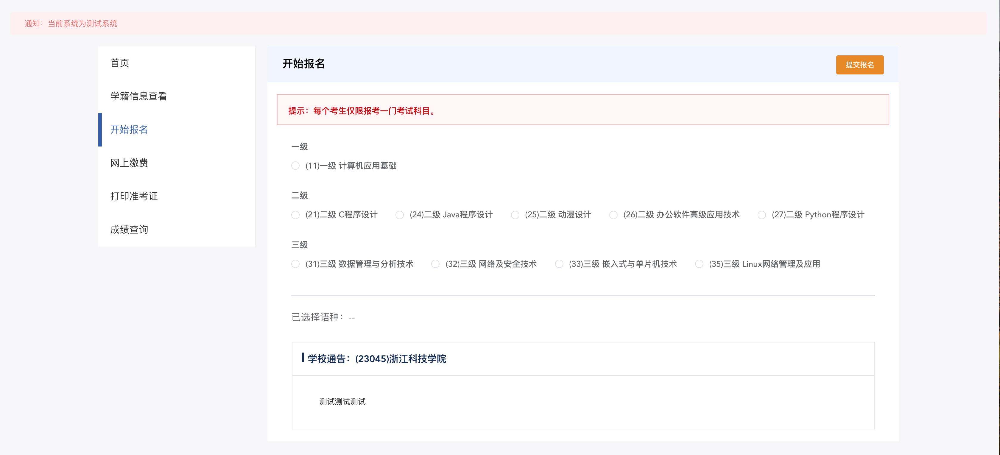 通知：当前系统为测试系统
首页
学籍信息查看
开始报名
网上缴费
打印准考证
成绩查询
开始报名
提交报名
提示：每个考生仅限报考一门考试科目。
一级
(11)一级 计算机应用基础
二级
(21)二级 C程序设计 (24)二级 Java程序设计 (25)二级 动漫设计 (26)二级 办公软件高级应用技术 (27)二级 Python程序设计
三级
(31)三级 数据管理与分析技术 (32)三级 网络及安全技术 (33)三级 嵌入式与单片机技术 (35)三级 Linux网络管理及应用
已选择语种：--
学校通告：(23045)浙江科技学院
测试测试测试